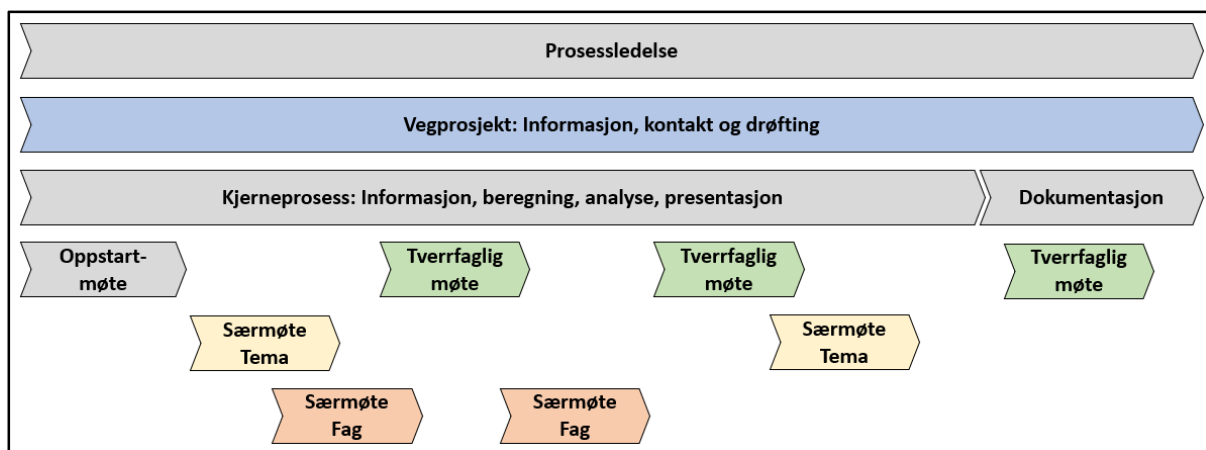 Prosessledelse
Vegprosjekt: Informasjon, kontakt og drøfting
Kjerneprosess: Informasjon, beregning, analyse, presentasjon
Dokumentasjon
Oppstart-
møte
Tverrfaglig
møte
Tverrfaglig
møte
Tverrfaglig
møte
Særmøte
Tema
Særmøte
Tema
Særmøte
Fag
Særmøte
Fag